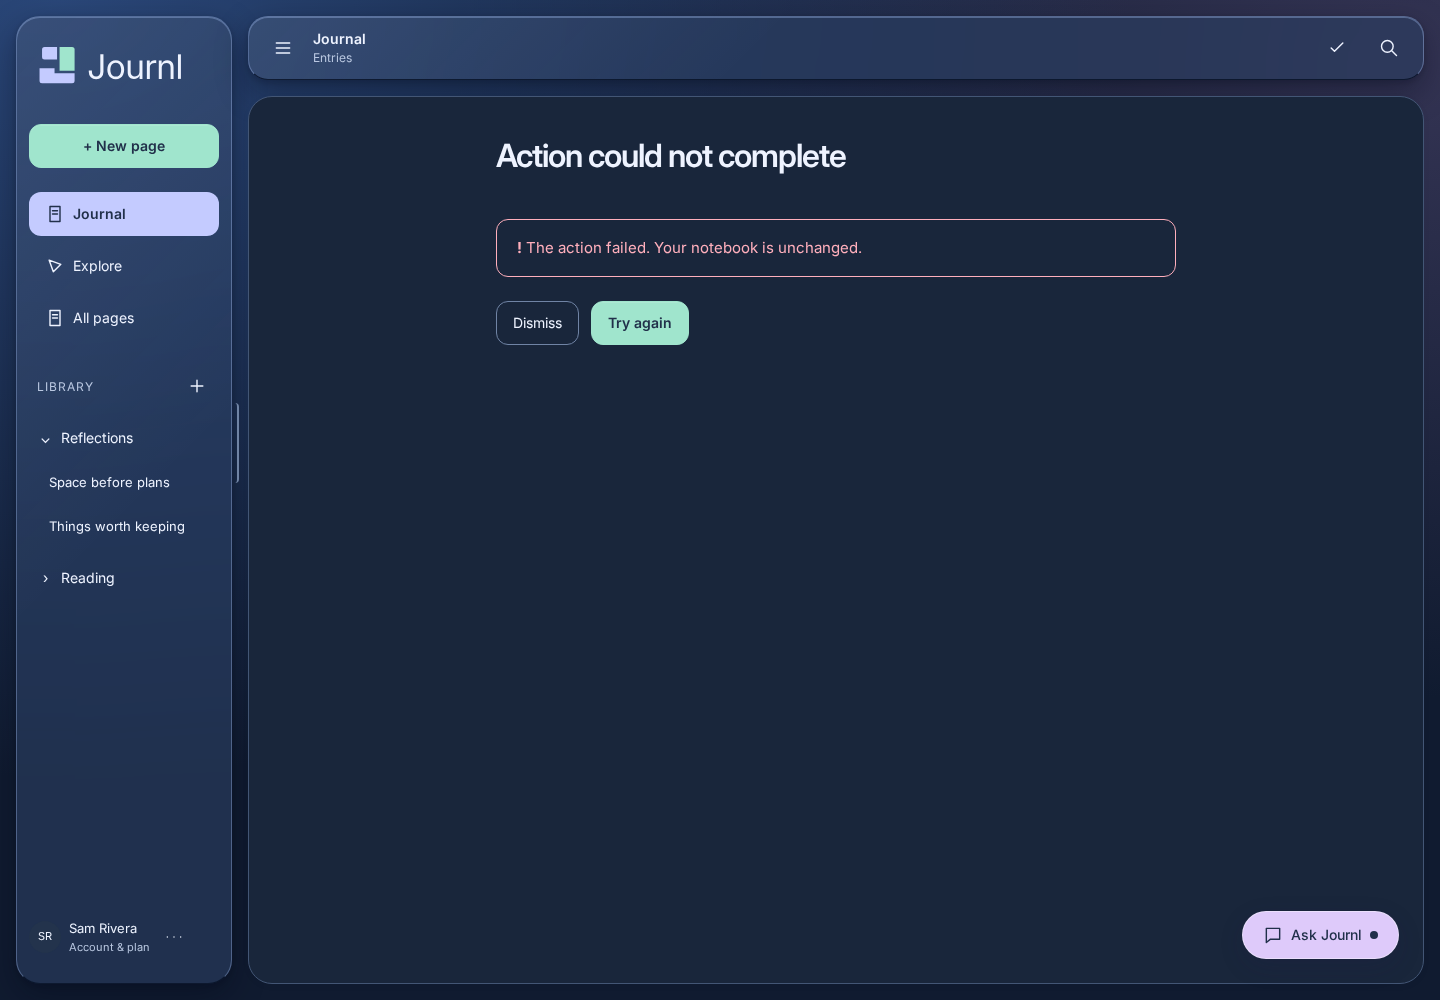 Journl
+ New page
Journal
Explore
All pages
LIBRARY
Reflections
Space before plans
Things worth keeping
Reading
SR
Sam Rivera
Account & plan
Journal
Entries
Action could not complete
! The action failed. Your notebook is unchanged.
Dismiss
Try again
Ask Journl